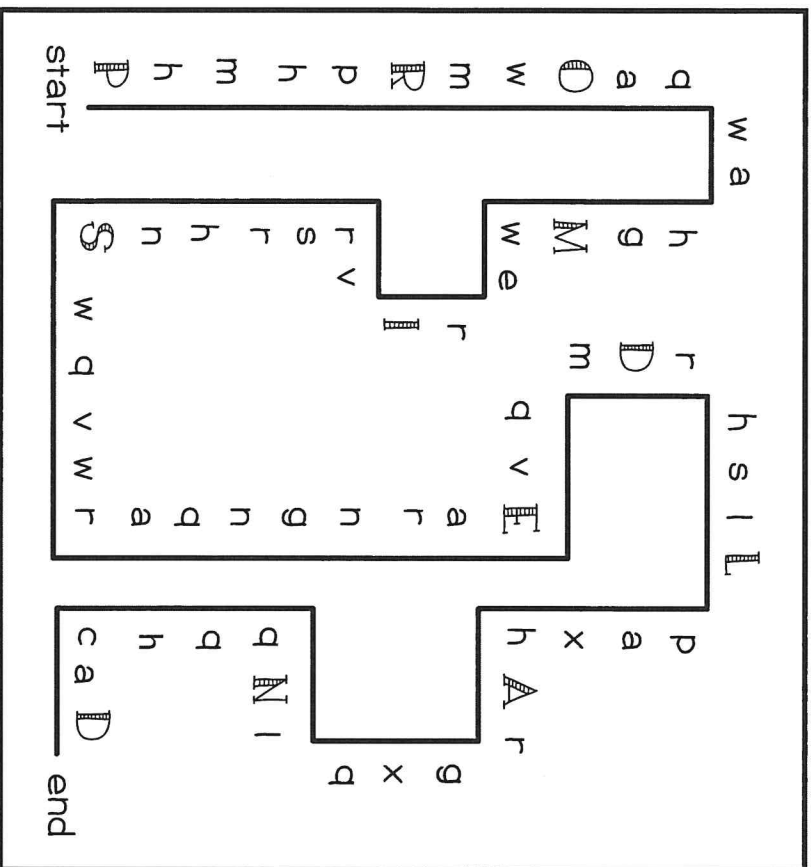 start
P h m h p R m w O a q
w a
h g M w
e
r I
v
r s r h n S
w q v w
r a q n g n r a E
v q
m D r
h s l L
p a x h
A r
g x q
l N
q q h c
a D
end